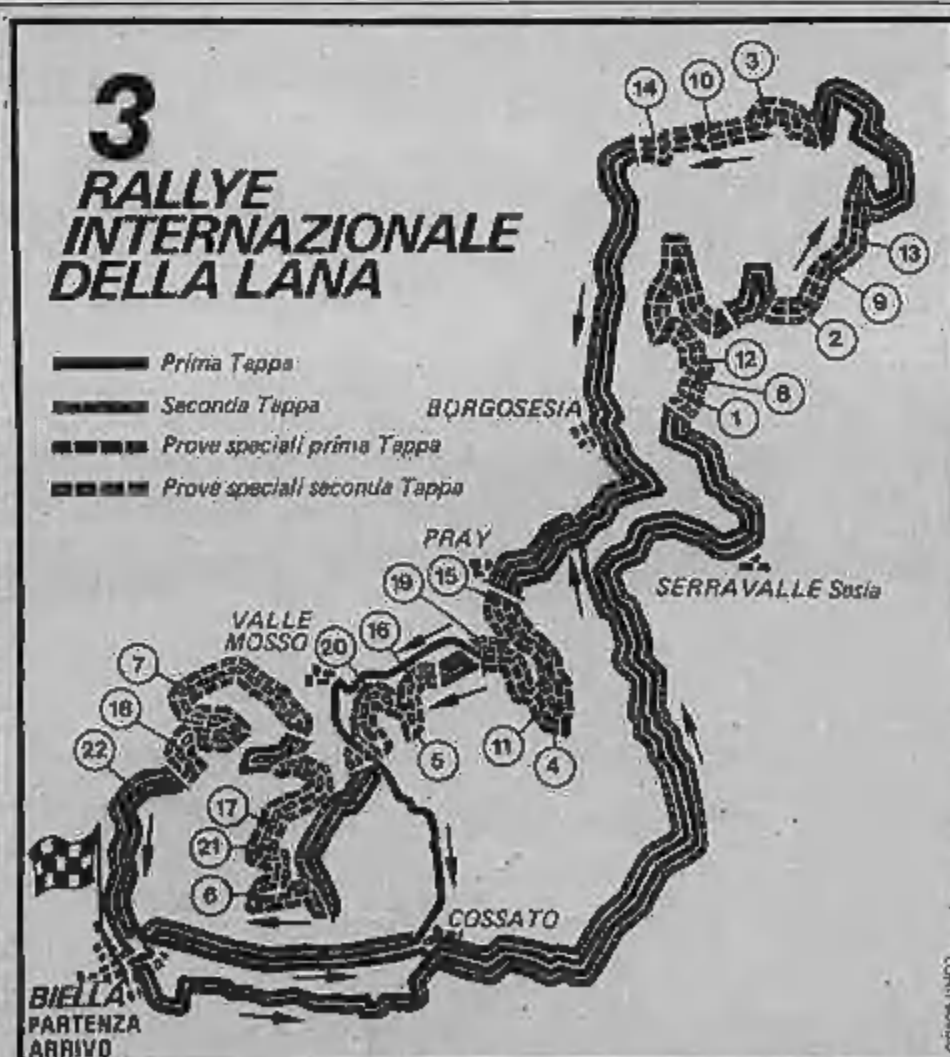 3
RALLYE
INTERNAZIONALE
DELLA LANA
Prima Tappa
Seconda Tappa
Prove speciali prima Tappa
Prove speciali seconda Tappa
3
10
14
13
9
2
12
8
1
BORGOSESIA
SERRAVALLE Sesia
PRAY
15
19
16
20
VALLE
MOSSO
7
18
22
5
11
4
17
21
6
COSSATO
BIELLA
PARTENZA
ARRIVO